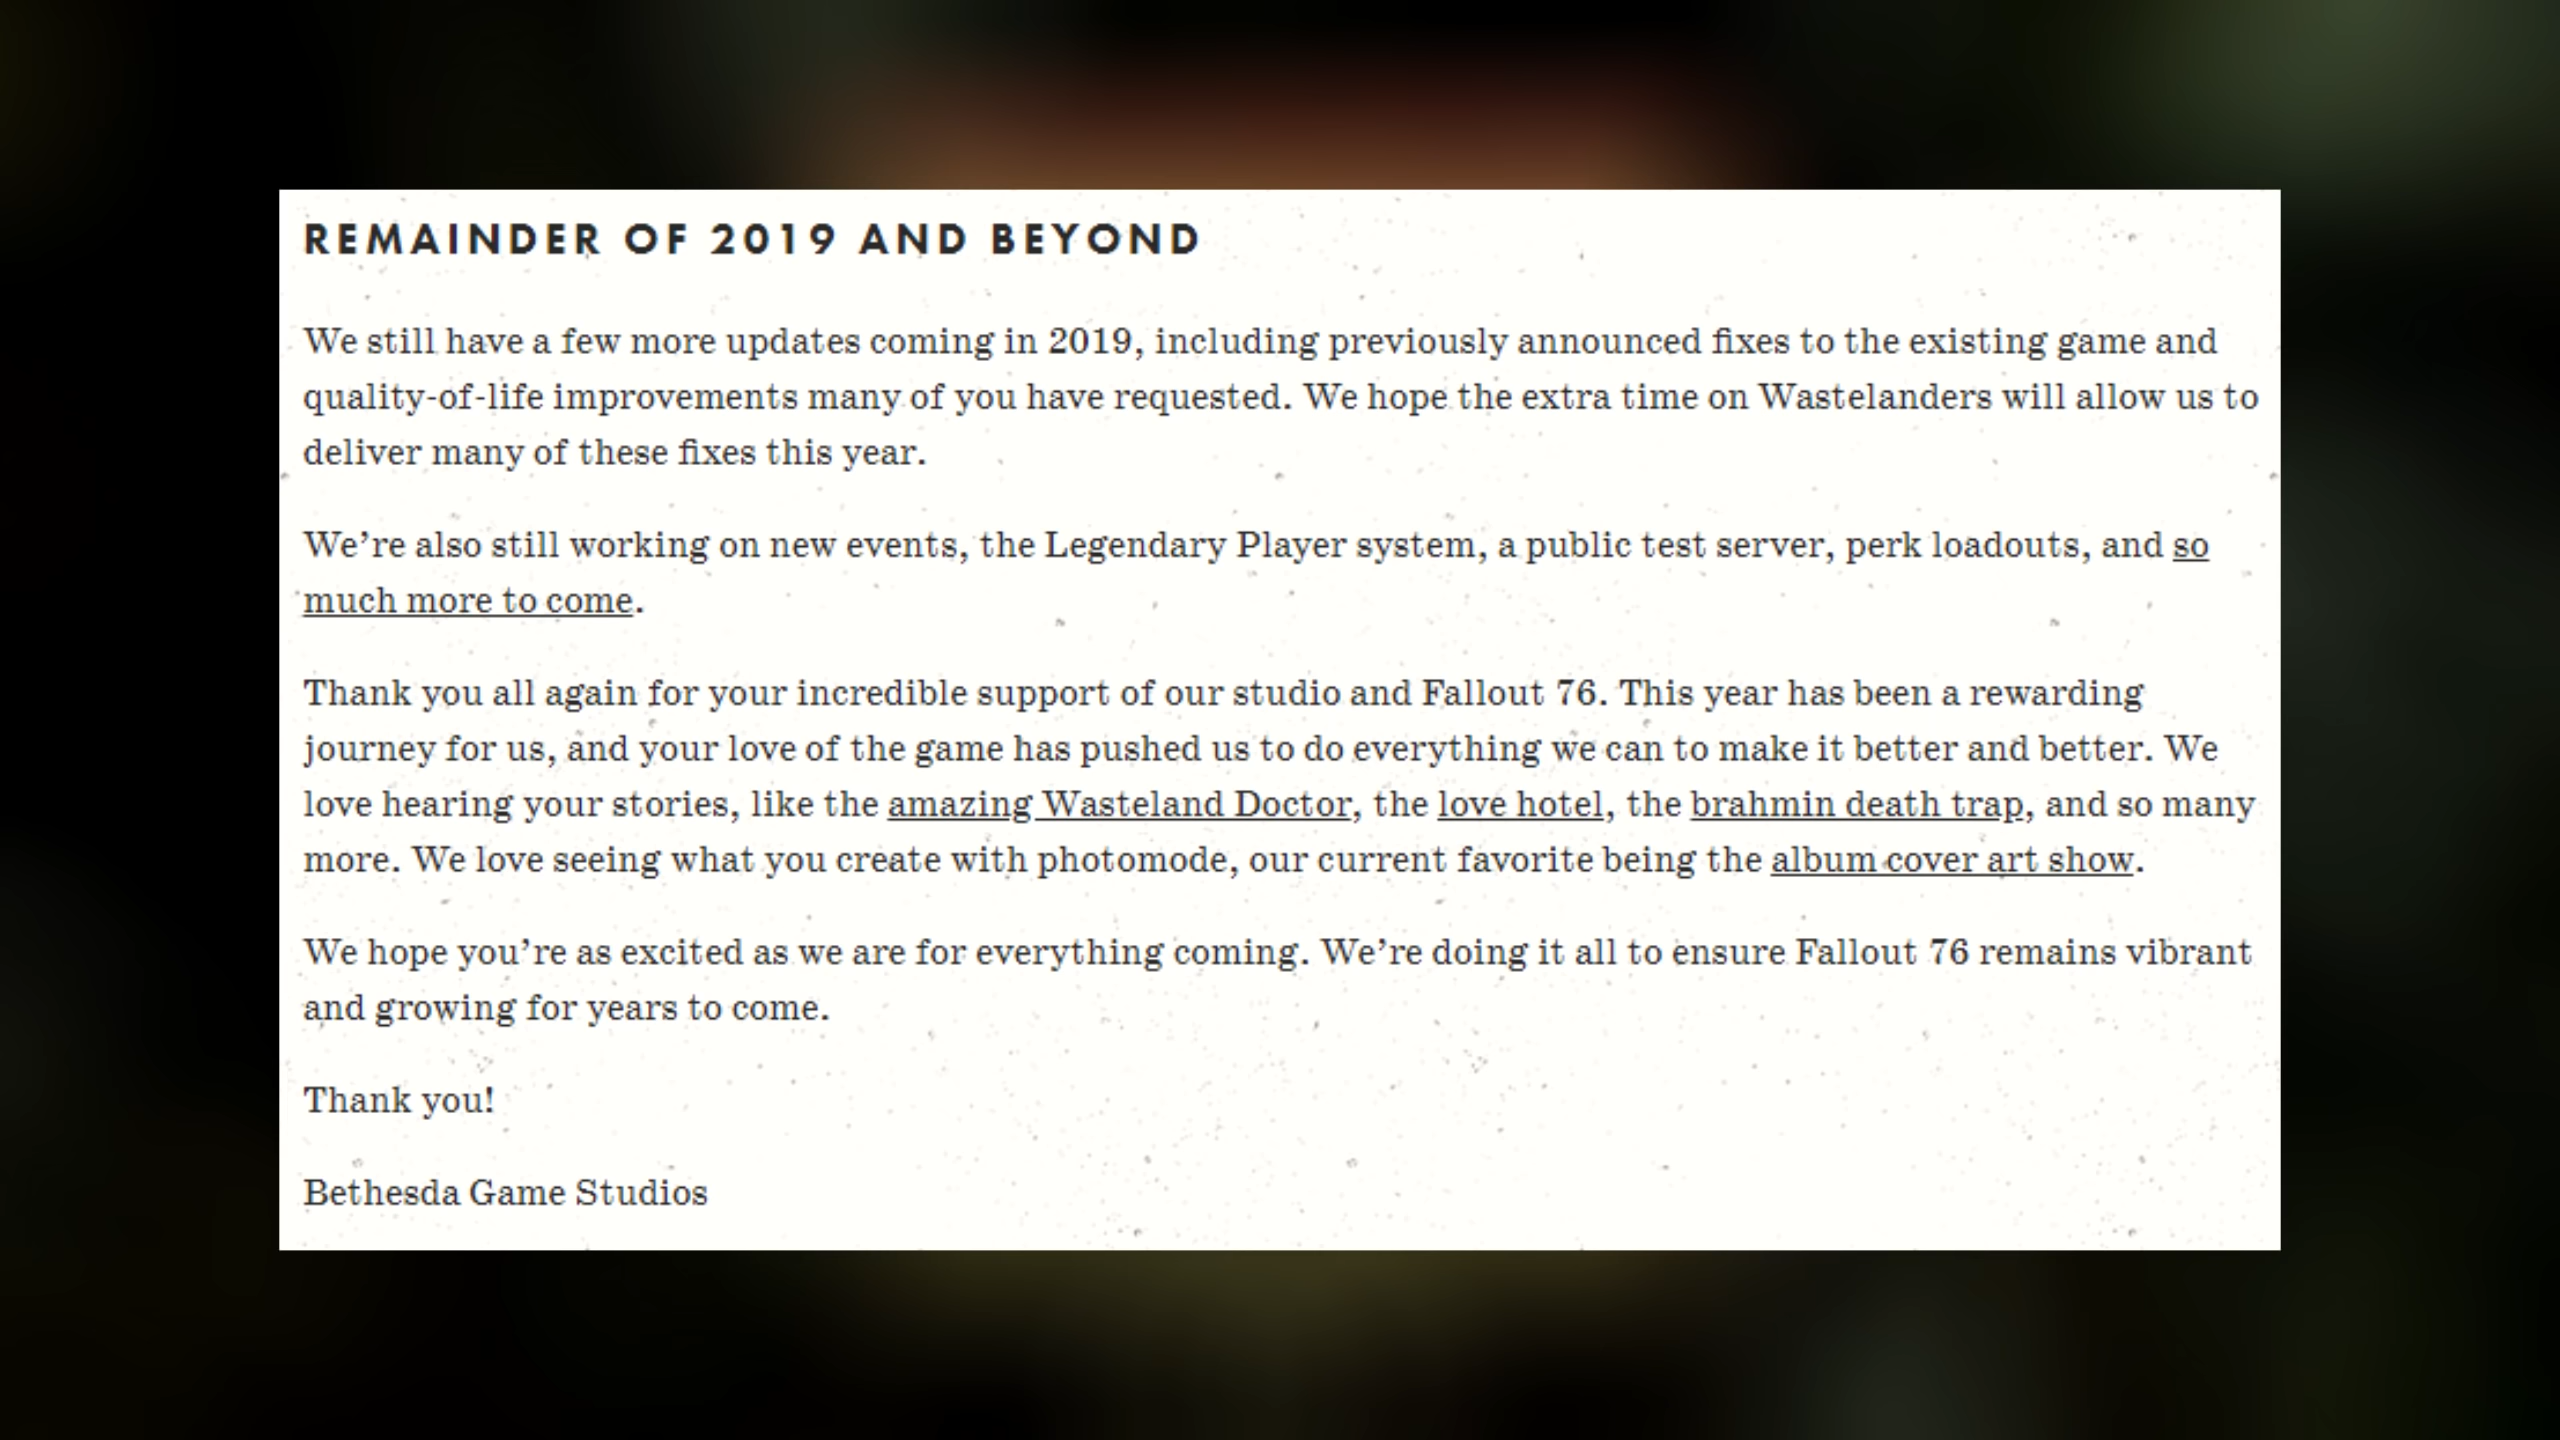 REMAINDER OF 2019 AND BEYOND
We still have a few more updates coming in 2019, including previously announced fixes to the existing game and
quality-of-life improvements many of you have requested. We hope the extra time on Wastelanders will allow us to
deliver many of these fixes this year.
We’re also still working on new events, the Legendary Player system, a public test server, perk loadouts, and so
much more to come.
Thank you all again for your incredible support of our studio and Fallout 76. This year has been a rewarding
journey for us, and your love of the game has pushed us to do everything we can to make it better and better. We
love hearing your stories, like the amazing Wasteland Doctor, the love hotel, the brahmin death trap, and so many
more. We love seeing what you create with photomode, our current favorite being the album cover art show.
We hope you’re as excited as we are for everything coming. We’re doing it all to ensure Fallout 76 remains vibrant
and growing for years to come.
Thank you!
Bethesda Game Studios